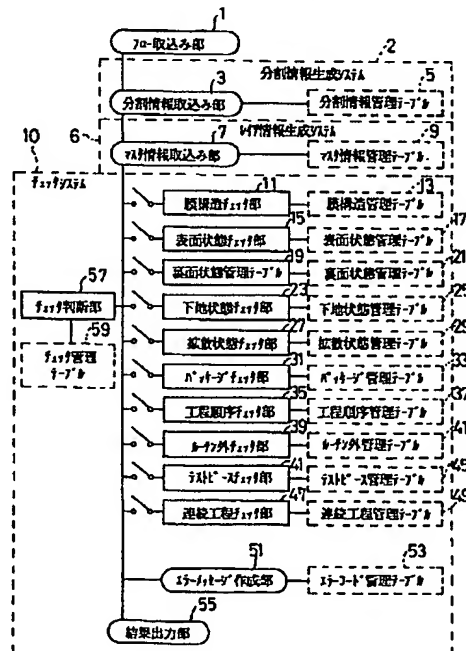 1
フロー取込み部
2
分割情報生成システム
3
5
分割情報取込み部
分割情報管理テーブル
6
レイア情報生成システム
7
9
マスタ情報取込み部
マスタ情報管理テーブル
10
チェックシステム
11
13
膜構造チェック部
膜構造管理テーブル
15
17
表面状態チェック部
表面状態管理テーブル
19
21
裏面状態管理テーブル
裏面状態管理テーブル
23
25
下地状態チェック部
下地状態管理テーブル
27
29
拡散状態チェック部
拡散状態管理テーブル
31
33
パッケージチェック部
パッケージ管理テーブル
35
37
工程順序チェック部
工程順序管理テーブル
39
41
ルーチン外チェック部
ルーチン外管理テーブル
41
45
テストピースチェック部
テストピース管理テーブル
47
49
連続工程チェック部
連続工程管理テーブル
57
チェック判断部
59
チェック管理
テーブル
51
53
エラーメッセージ作成部
エラーコード管理テーブル
55
結果出力部